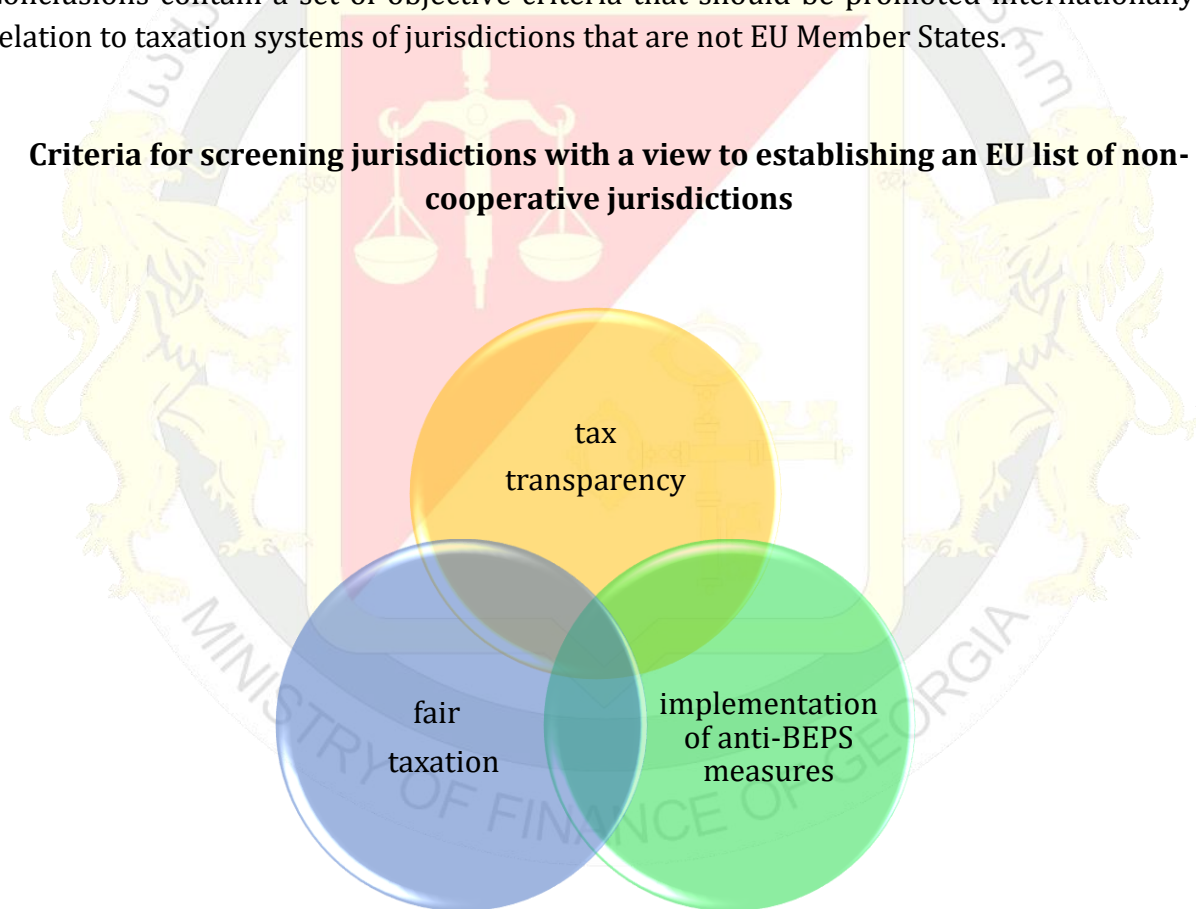 Conclusions contain a set of objective criteria that should be promoted internationally
relation to taxation systems of jurisdictions that are not EU Member States.
Criteria for screening jurisdictions with a view to establishing an EU list of non-
cooperative jurisdictions
tax
transparency
fair
taxation
implementation
of anti-BEPS
measures
MINISTRY OF FINANCE OF GEORGIA